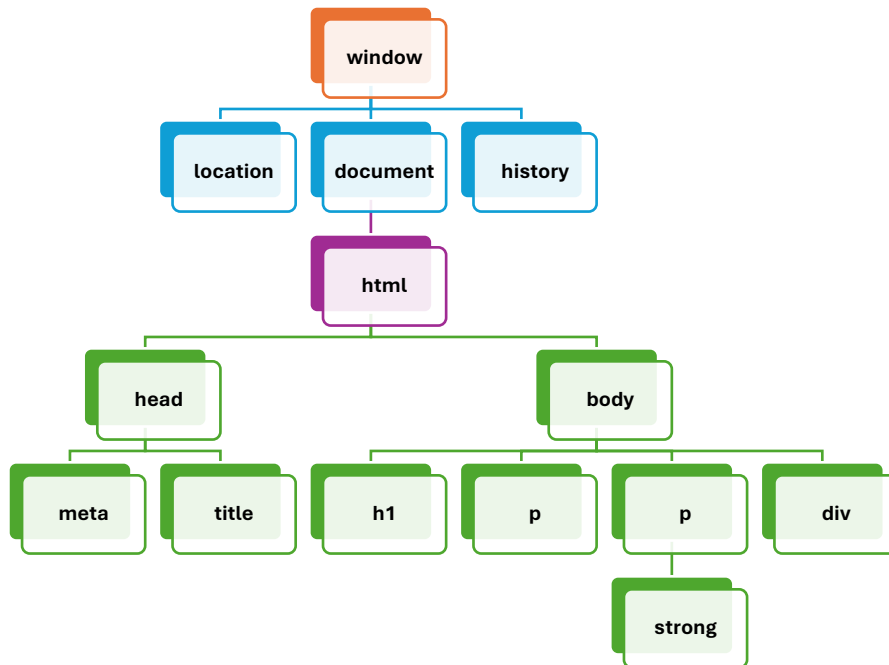 window
location
document
history
html
head
body
meta
title
h1
p
p
div
strong